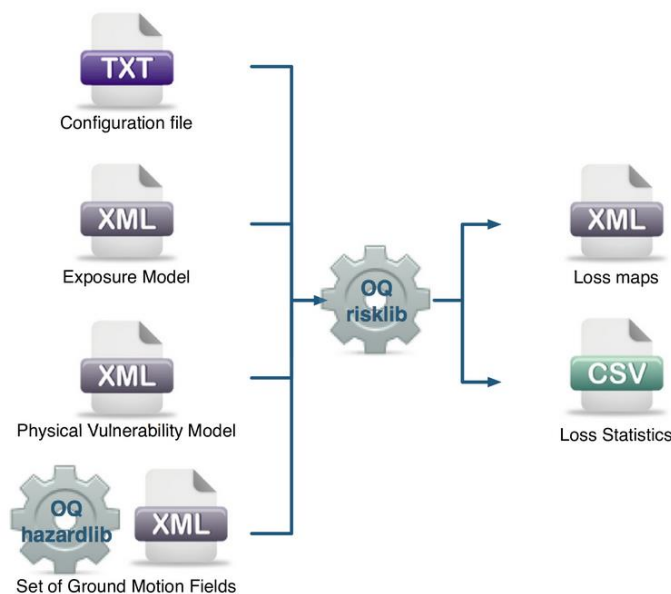 TXT
Configuration file
XML
Exposure Model
XML
Physical Vulnerability Model
OQ
hazardlib
XML
Set of Ground Motion Fields
OQ
risklib
XML
Loss maps
CSV
Loss Statistics